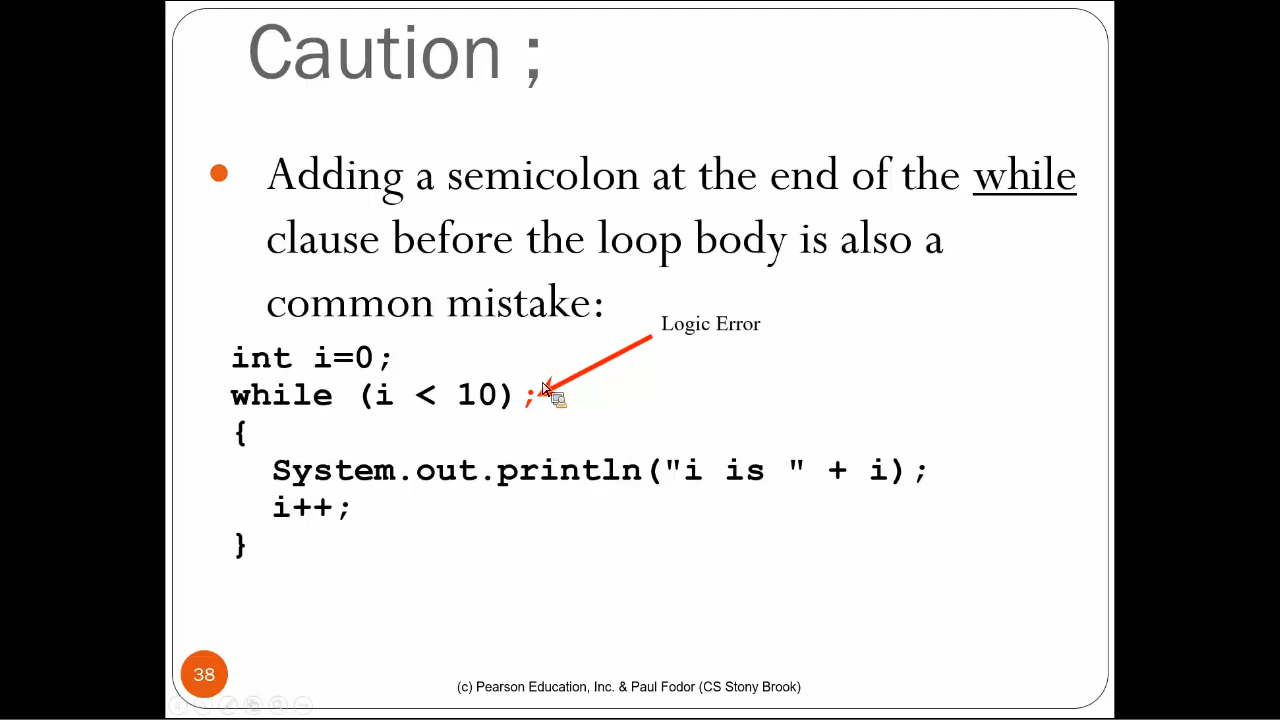 Caution ;
Adding a semicolon at the end of the while
clause before the loop body is also a
common mistake:
Logic Error
int i=0;
while (i < 10);
{
System.out.println("i is " + i);
i++;
}
38
(c) Pearson Education, Inc. & Paul Fodor (CS Stony Brook)